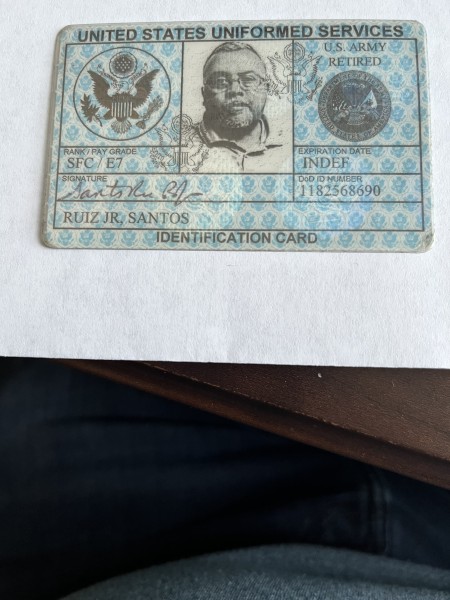 UNITED STATES UNIFORMED SERVICES
U.S. ARMY
RETIRED
RANK / PAY GRADE
SFC / E7
EXPIRATION DATE
INDEF
SIGNATURE
DoD ID NUMBER
1182568690
RUIZ JR, SANTOS
IDENTIFICATION CARD